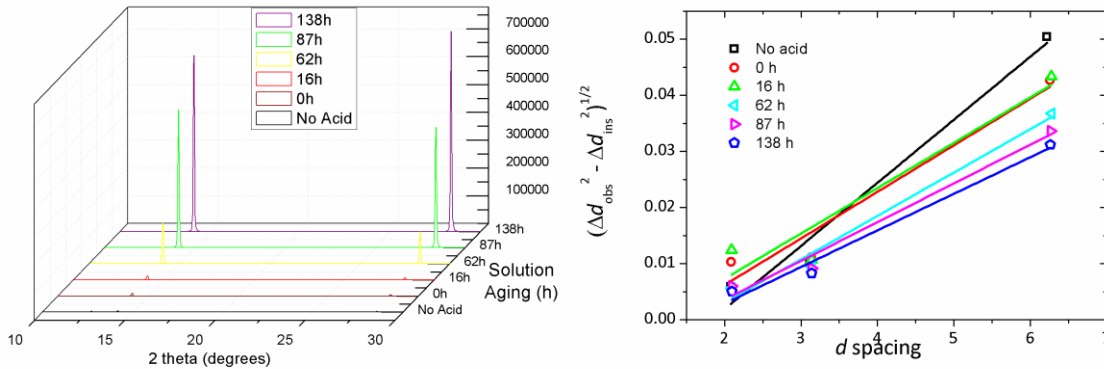 138h
87h
62h
16h
0h
No Acid
700000
600000
500000
400000
300000
200000
100000
138h
87h
62h
16h
0h
No Acid
Solution
Aging (h)
10
15
20
25
30
2 theta (degrees)
0.05
0.04
0.03
0.02
0.01
0.00
(Δd_obs² - Δd_ins²)^1/2
No acid
0 h
16 h
62 h
87 h
138 h
1
2
3
4
5
6
7
d spacing